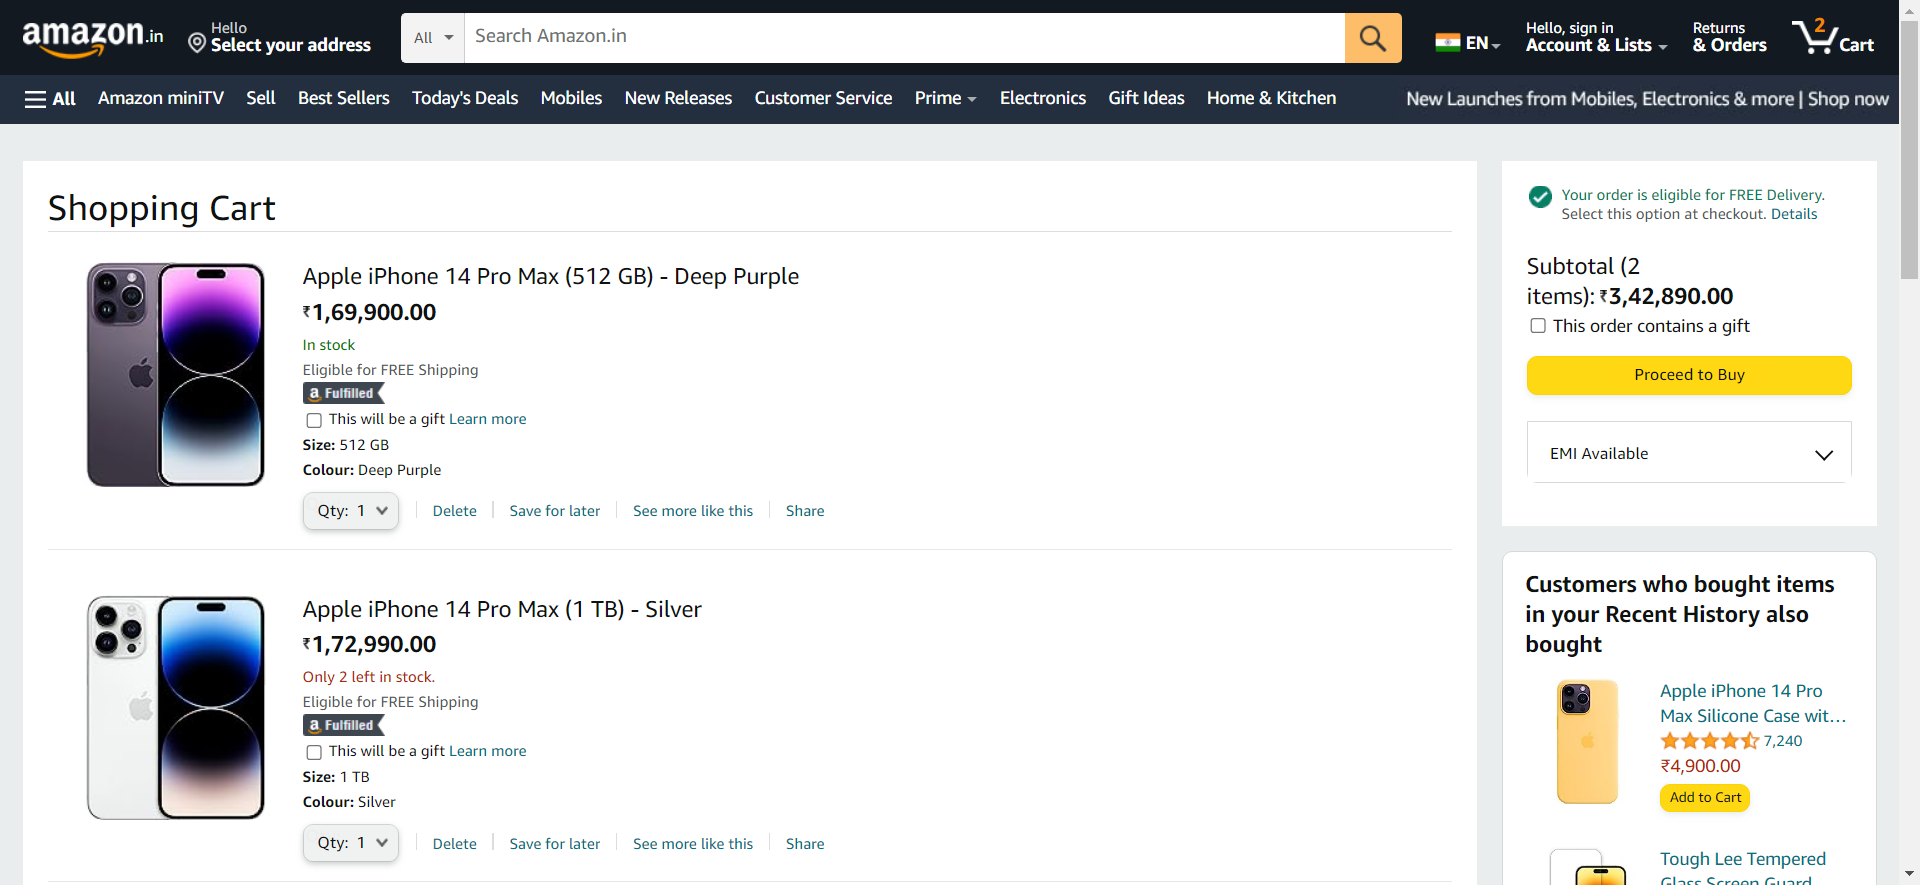 amazon.in
Hello
Select your address
All
Search Amazon.in
EN
Hello, sign in
Account & Lists
Returns
& Orders
2
Cart
All
Amazon miniTV
Sell
Best Sellers
Today's Deals
Mobiles
New Releases
Customer Service
Prime
Electronics
Gift Ideas
Home & Kitchen
New Launches from Mobiles, Electronics & more | Shop now
Shopping Cart
Apple iPhone 14 Pro Max (512 GB) - Deep Purple
₹1,69,900.00
In stock
Eligible for FREE Shipping
a Fulfilled
This will be a gift Learn more
Size: 512 GB
Colour: Deep Purple
Qty: 1
Delete
Save for later
See more like this
Share
Apple iPhone 14 Pro Max (1 TB) - Silver
₹1,72,990.00
Only 2 left in stock.
Eligible for FREE Shipping
a Fulfilled
This will be a gift Learn more
Size: 1 TB
Colour: Silver
Qty: 1
Delete
Save for later
See more like this
Share
Your order is eligible for FREE Delivery.
Select this option at checkout. Details
Subtotal (2
items): ₹3,42,890.00
This order contains a gift
Proceed to Buy
EMI Available
Customers who bought items
in your Recent History also
bought
Apple iPhone 14 Pro
Max Silicone Case wit…
7,240
₹4,900.00
Add to Cart
Tough Lee Tempered
Glass Screen Guard